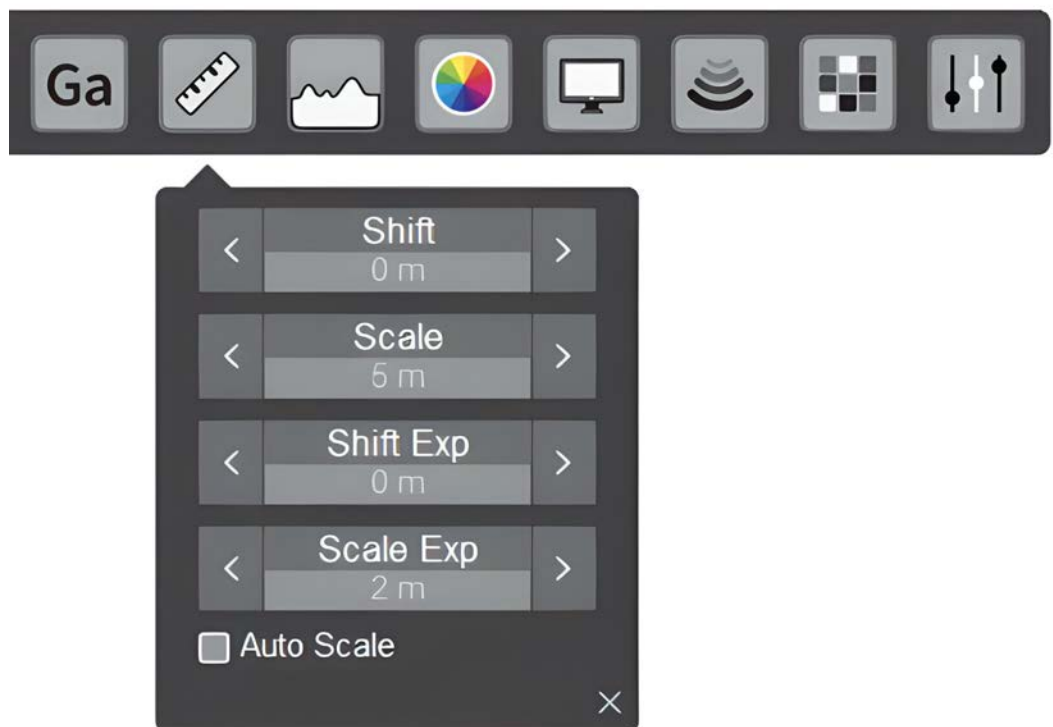 Ga
Shift
0 m
Scale
5 m
Shift Exp
0 m
Scale Exp
2 m
Auto Scale